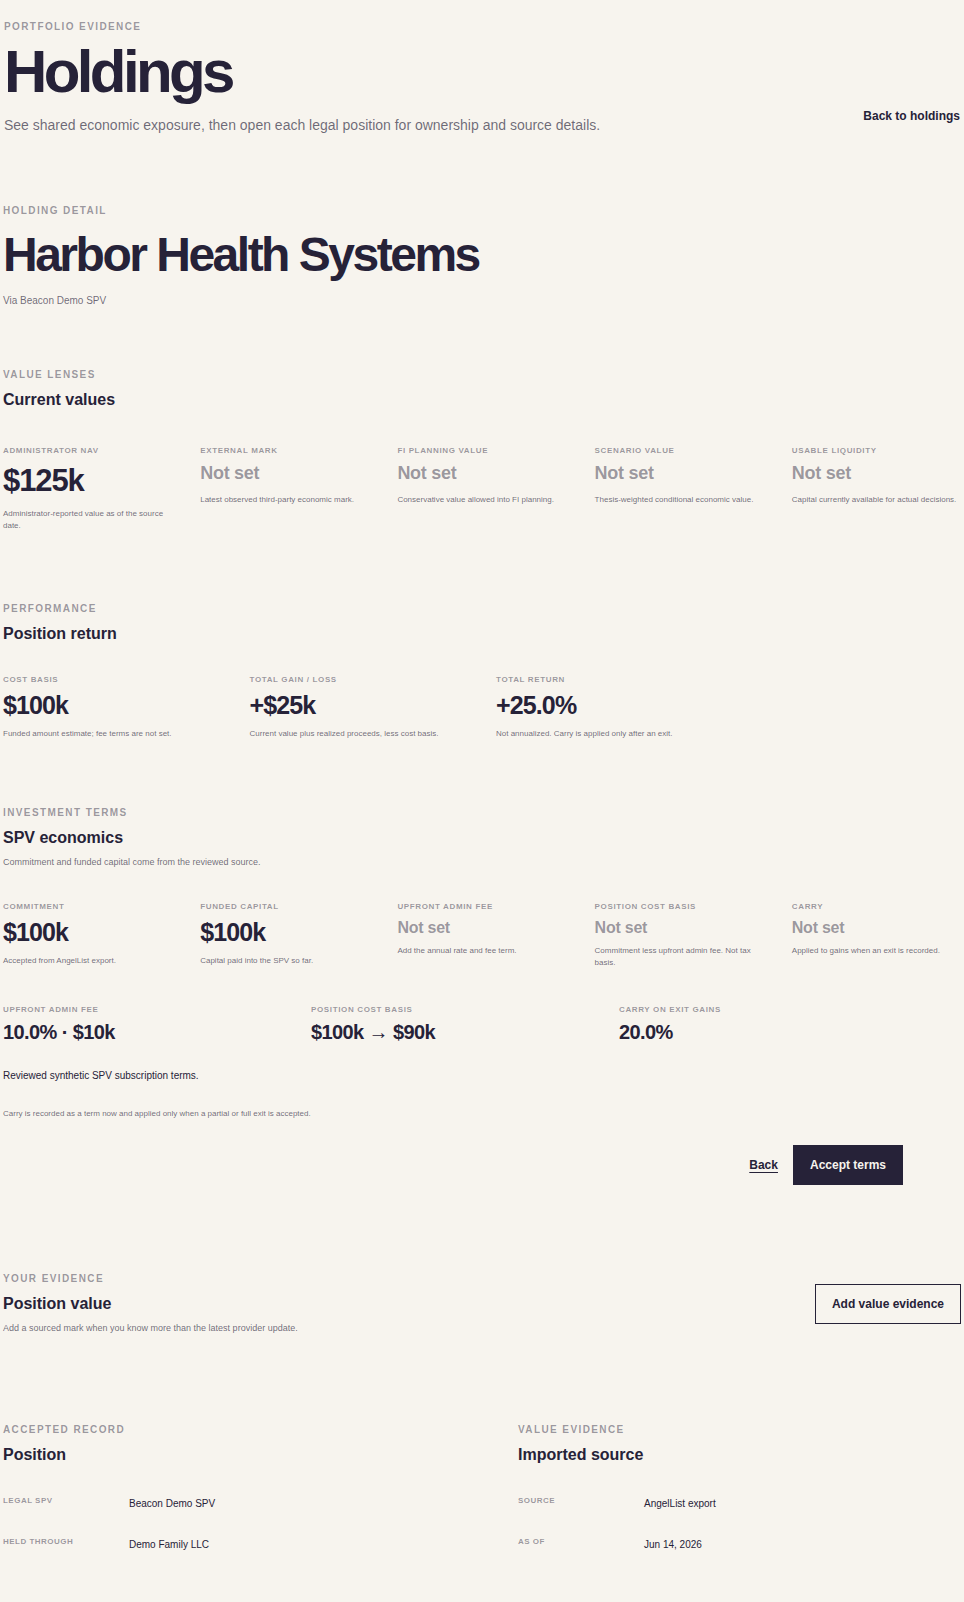 PORTFOLIO EVIDENCE
Holdings
See shared economic exposure, then open each legal position for ownership and source details.
Back to holdings
HOLDING DETAIL
Harbor Health Systems
Via Beacon Demo SPV
VALUE LENSES
Current values
ADMINISTRATOR NAV
$125k
Administrator-reported value as of the source
date.
EXTERNAL MARK
Not set
Latest observed third-party economic mark.
FI PLANNING VALUE
Not set
Conservative value allowed into FI planning.
SCENARIO VALUE
Not set
Thesis-weighted conditional economic value.
USABLE LIQUIDITY
Not set
Capital currently available for actual decisions.
PERFORMANCE
Position return
COST BASIS
$100k
Funded amount estimate; fee terms are not set.
TOTAL GAIN / LOSS
+$25k
Current value plus realized proceeds, less cost basis.
TOTAL RETURN
+25.0%
Not annualized. Carry is applied only after an exit.
INVESTMENT TERMS
SPV economics
Commitment and funded capital come from the reviewed source.
COMMITMENT
$100k
Accepted from AngelList export.
FUNDED CAPITAL
$100k
Capital paid into the SPV so far.
UPFRONT ADMIN FEE
Not set
Add the annual rate and fee term.
POSITION COST BASIS
Not set
Commitment less upfront admin fee. Not tax
basis.
CARRY
Not set
Applied to gains when an exit is recorded.
UPFRONT ADMIN FEE
10.0% · $10k
POSITION COST BASIS
$100k → $90k
CARRY ON EXIT GAINS
20.0%
Reviewed synthetic SPV subscription terms.
Carry is recorded as a term now and applied only when a partial or full exit is accepted.
Back
Accept terms
YOUR EVIDENCE
Position value
Add a sourced mark when you know more than the latest provider update.
Add value evidence
ACCEPTED RECORD
Position
LEGAL SPV
Beacon Demo SPV
HELD THROUGH
Demo Family LLC
VALUE EVIDENCE
Imported source
SOURCE
AngelList export
AS OF
Jun 14, 2026